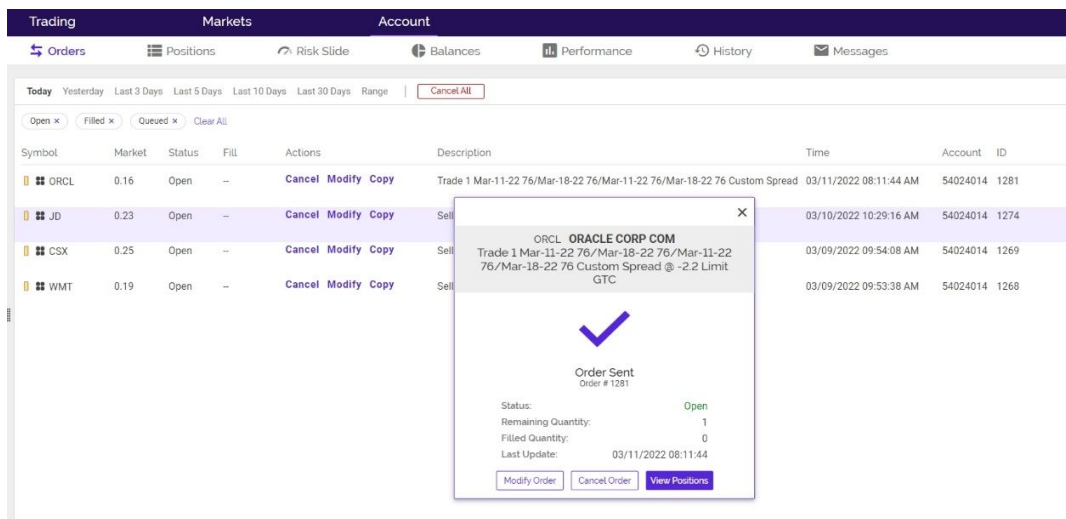 Trading Markets Account
Orders Positions Risk Slide Balances Performance History Messages
Today Yesterday Last 3 Days Last 5 Days Last 10 Days Last 30 Days Range | Cancel All
Open × Filled × Queued × Clear All
Symbol Market Status Fill Actions Description Time Account ID
ORCL 0.16 Open -- Cancel Modify Copy Trade 1 Mar-11-22 76/Mar-18-22 76/Mar-11-22 76/Mar-18-22 76 Custom Spread 03/11/2022 08:11:44 AM 54024014 1281
JD 0.23 Open -- Cancel Modify Copy Sell 03/10/2022 10:29:16 AM 54024014 1274
CSX 0.25 Open -- Cancel Modify Copy Sell 03/09/2022 09:54:08 AM 54024014 1269
WMT 0.19 Open -- Cancel Modify Copy Sell 03/09/2022 09:53:38 AM 54024014 1268
×
ORCL ORACLE CORP COM
Trade 1 Mar-11-22 76/Mar-18-22 76/Mar-11-22
76/Mar-18-22 76 Custom Spread @ -2.2 Limit
GTC
Order Sent
Order # 1281
Status: Open
Remaining Quantity: 1
Filled Quantity: 0
Last Update: 03/11/2022 08:11:44
Modify Order Cancel Order View Positions